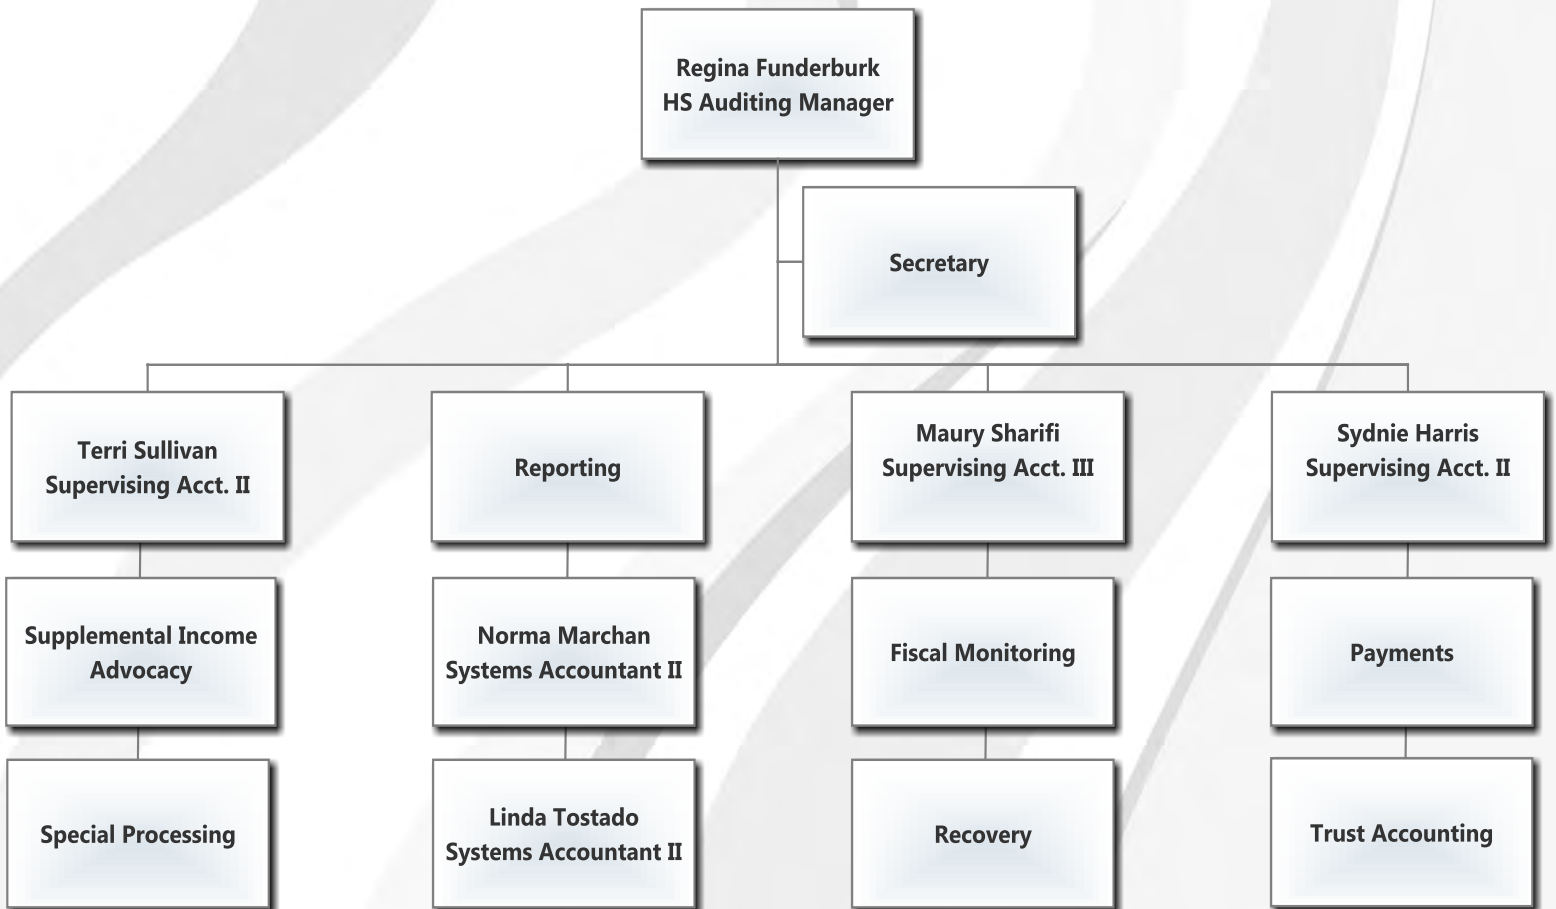 Regina Funderburk
HS Auditing Manager
Secretary
Terri Sullivan
Supervising Acct. II
Reporting
Maury Sharifi
Supervising Acct. III
Sydnie Harris
Supervising Acct. II
Supplemental Income
Advocacy
Norma Marchan
Systems Accountant II
Fiscal Monitoring
Payments
Special Processing
Linda Tostado
Systems Accountant II
Recovery
Trust Accounting